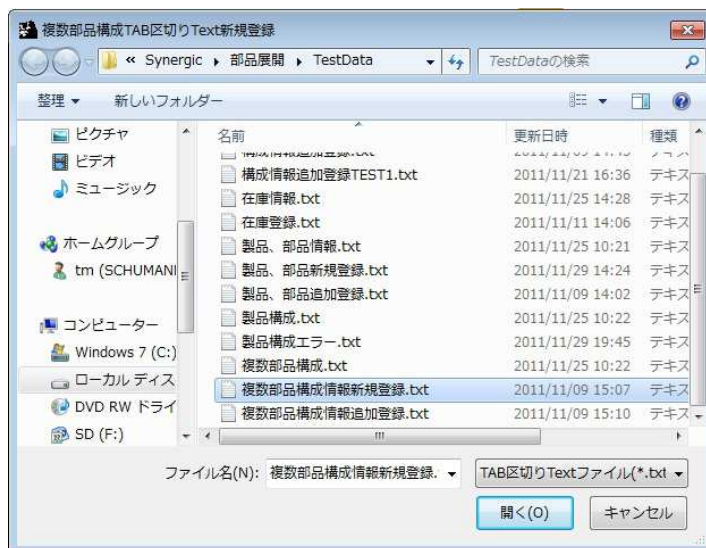 複数部品構成TAB区切りText新規登録
« Synergic ▸ 部品展開 ▸ TestData
TestDataの検索
整理 新しいフォルダー
ピクチャ
ビデオ
ミュージック
ホームグループ
tm (SCHUMANI
コンピューター
Windows 7 (C:)
ローカル ディス
DVD RW ドライ
SD (F:)
名前 更新日時 種類
構成情報追加登録TEST1.txt 2011/11/21 16:36 テキス
在庫情報.txt 2011/11/25 14:28 テキス
在庫登録.txt 2011/11/11 14:06 テキス
製品、部品情報.txt 2011/11/25 10:21 テキス
製品、部品新規登録.txt 2011/11/29 14:24 テキス
製品、部品追加登録.txt 2011/11/09 14:02 テキス
製品構成.txt 2011/11/25 10:22 テキス
製品構成エラー.txt 2011/11/29 19:45 テキス
複数部品構成.txt 2011/11/25 10:22 テキス
複数部品構成情報新規登録.txt 2011/11/09 15:07 テキス
複数部品構成情報追加登録.txt 2011/11/09 15:10 テキス
ファイル名(N): 複数部品構成情報新規登録.
TAB区切りTextファイル(*.txt
開く(O) キャンセル